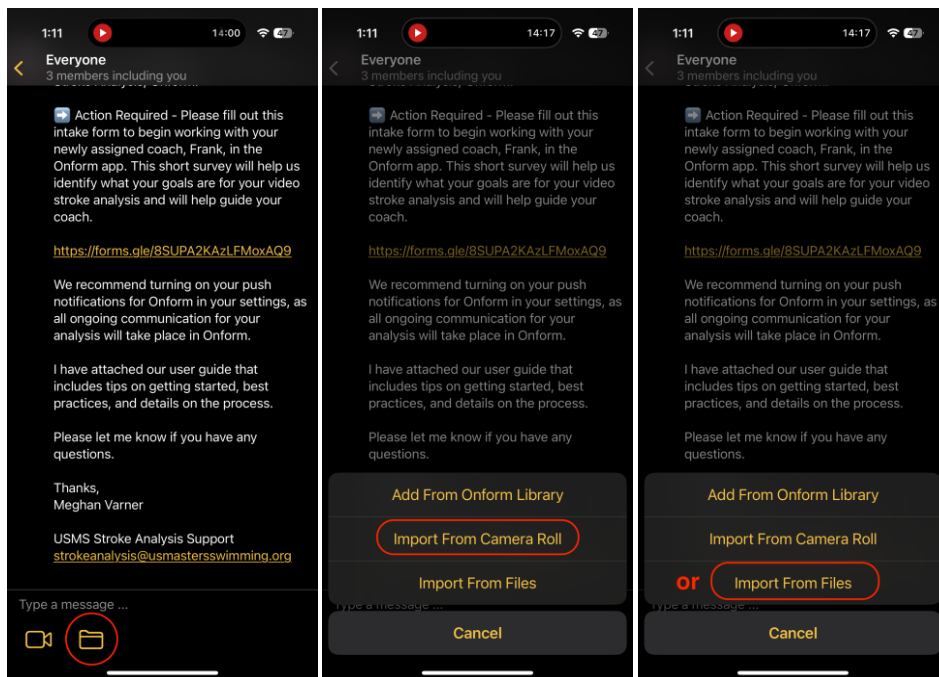 1:11 14:00 47
Everyone
3 members including you
➡️ Action Required - Please fill out this
intake form to begin working with your
newly assigned coach, Frank, in the
Onform app. This short survey will help us
identify what your goals are for your video
stroke analysis and will help guide your
coach.
https://forms.gle/8SUPA2KAzLFMoxAQ9
We recommend turning on your push
notifications for Onform in your settings, as
all ongoing communication for your
analysis will take place in Onform.
I have attached our user guide that
includes tips on getting started, best
practices, and details on the process.
Please let me know if you have any
questions.
Thanks,
Meghan Varner
USMS Stroke Analysis Support
strokeanalysis@usmastersswimming.org
Type a message ...
1:11 14:17 47
Everyone
3 members including you
➡️ Action Required - Please fill out this
intake form to begin working with your
newly assigned coach, Frank, in the
Onform app. This short survey will help us
identify what your goals are for your video
stroke analysis and will help guide your
coach.
https://forms.gle/8SUPA2KAzLFMoxAQ9
We recommend turning on your push
notifications for Onform in your settings, as
all ongoing communication for your
analysis will take place in Onform.
I have attached our user guide that
includes tips on getting started, best
practices, and details on the process.
Please let me know if you have any
questions.
Add From Onform Library
Import From Camera Roll
Import From Files
Type a message ...
Cancel
1:11 14:17 47
Everyone
3 members including you
➡️ Action Required - Please fill out this
intake form to begin working with your
newly assigned coach, Frank, in the
Onform app. This short survey will help us
identify what your goals are for your video
stroke analysis and will help guide your
coach.
https://forms.gle/8SUPA2KAzLFMoxAQ9
We recommend turning on your push
notifications for Onform in your settings, as
all ongoing communication for your
analysis will take place in Onform.
I have attached our user guide that
includes tips on getting started, best
practices, and details on the process.
Please let me know if you have any
questions.
Add From Onform Library
Import From Camera Roll
or Import From Files
Type a message ...
Cancel